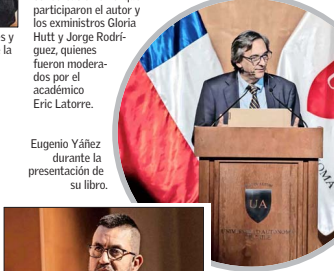 participaron el autor y
los exministros Gloria
Hutt y Jorge Rodrí-
guez, quienes
fueron modera-
dos por el
académico
Eric Latorre.
s y
la
Eugenio Yáñez
durante la
presentación de
su libro.
UA